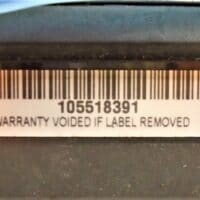 105518391
WARRANTY VOIDED IF LABEL REMOVED